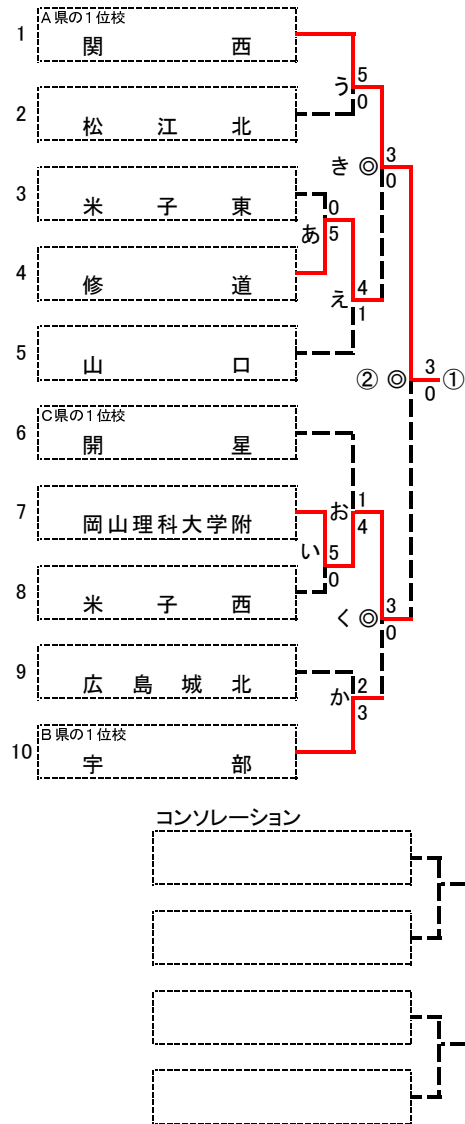 1 A県の1位校
関西
5
う
0
2 松江北
3 米子東
き ◎ 3
0
0
あ
5
4 修道
4
え
1
5 山口
3
② ◎ ①
0
6 C県の1位校
開星
7 岡山理科大学附
1
お
4
い 5
0
8 米子西
3
く ◎
0
9 広島城北
2
か
3
10 B県の1位校
宇部
コンソレーション